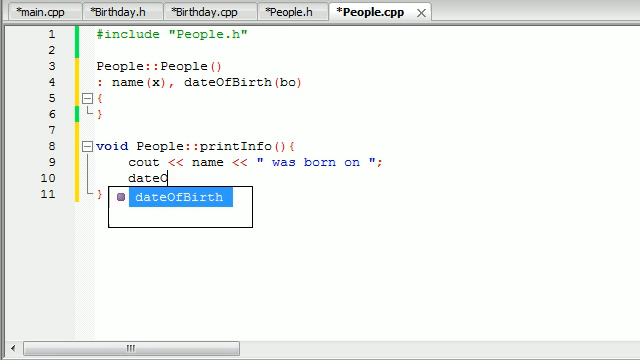 *main.cpp *Birthday.h *Birthday.cpp *People.h *People.cpp
1 #include "People.h"
2
3 People::People()
4 : name(x), dateOfBirth(bo)
5 {
6 }
7
8 void People::printInfo(){
9 cout << name << " was born on ";
10 dateO
11 }
dateOfBirth